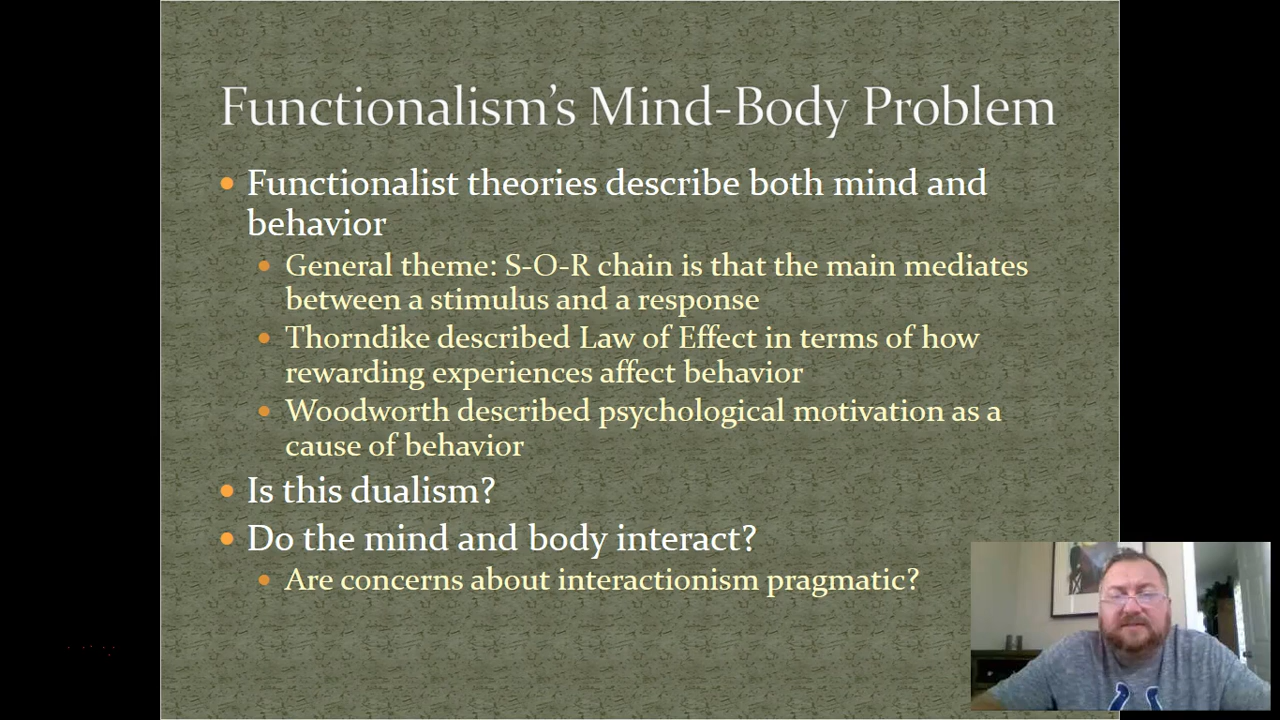 Functionalism's Mind-Body Problem
• Functionalist theories describe both mind and
behavior
• General theme: S-O-R chain is that the main mediates
between a stimulus and a response
• Thorndike described Law of Effect in terms of how
rewarding experiences affect behavior
• Woodworth described psychological motivation as a
cause of behavior
• Is this dualism?
• Do the mind and body interact?
• Are concerns about interactionism pragmatic?